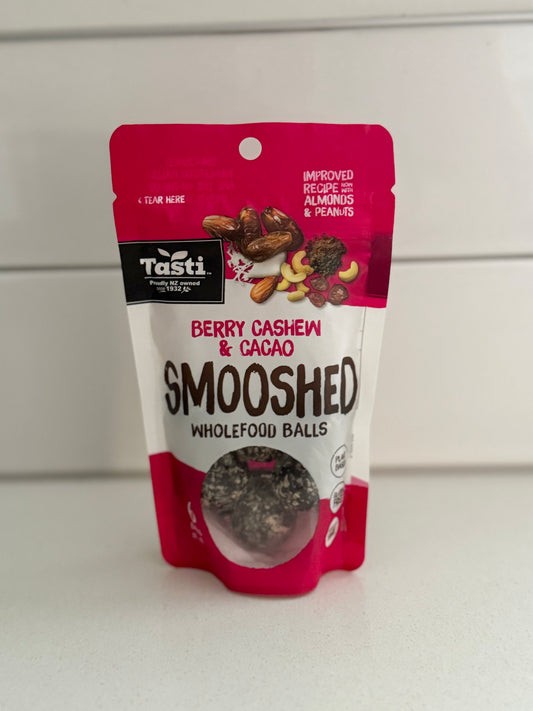 TEAR HERE
IMPROVED
RECIPE NOW WITH
ALMONDS
& PEANUTS
Tasti
Proudly NZ owned
since 1932
BERRY CASHEW
& CACAO
SMOOSHED
WHOLEFOOD BALLS